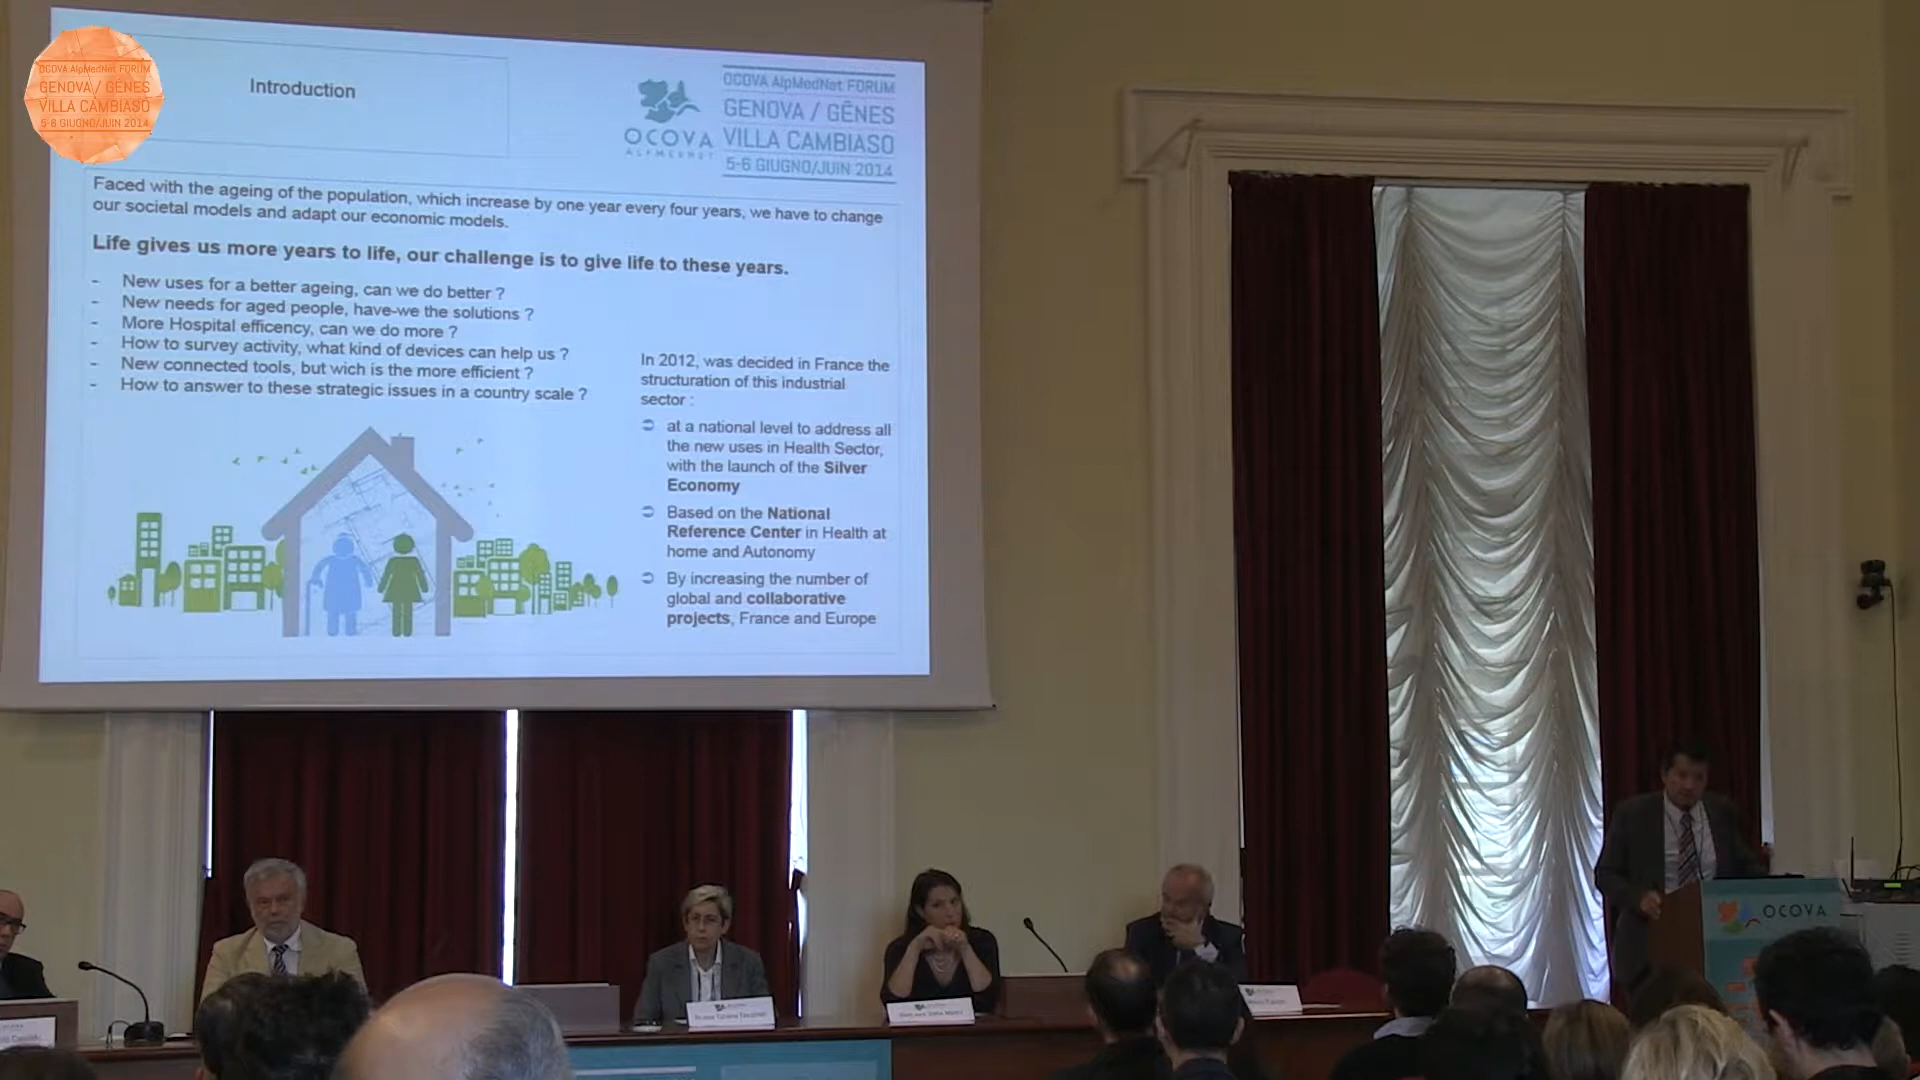 OCOVA AlpMedNet FORUM
GENOVA / GÊNES
VILLA CAMBIASO
5-6 GIUGNO/JUIN 2014
Introduction
OCOVA
ALPMEDNET
OCOVA AlpMedNet FORUM
GENOVA / GÊNES
VILLA CAMBIASO
5-6 GIUGNO/JUIN 2014
Faced with the ageing of the population, which increase by one year every four years, we have to change
our societal models and adapt our economic models.
Life gives us more years to life, our challenge is to give life to these years.
- New uses for a better ageing, can we do better ?
- New needs for aged people, have-we the solutions ?
- More Hospital efficency, can we do more ?
- How to survey activity, what kind of devices can help us ?
- New connected tools, but wich is the more efficient ?
- How to answer to these strategic issues in a country scale ?
In 2012, was decided in France the
structuration of this industrial
sector :
at a national level to address all
the new uses in Health Sector,
with the launch of the Silver
Economy
Based on the National
Reference Center in Health at
home and Autonomy
By increasing the number of
global and collaborative
projects, France and Europe
OCOVA